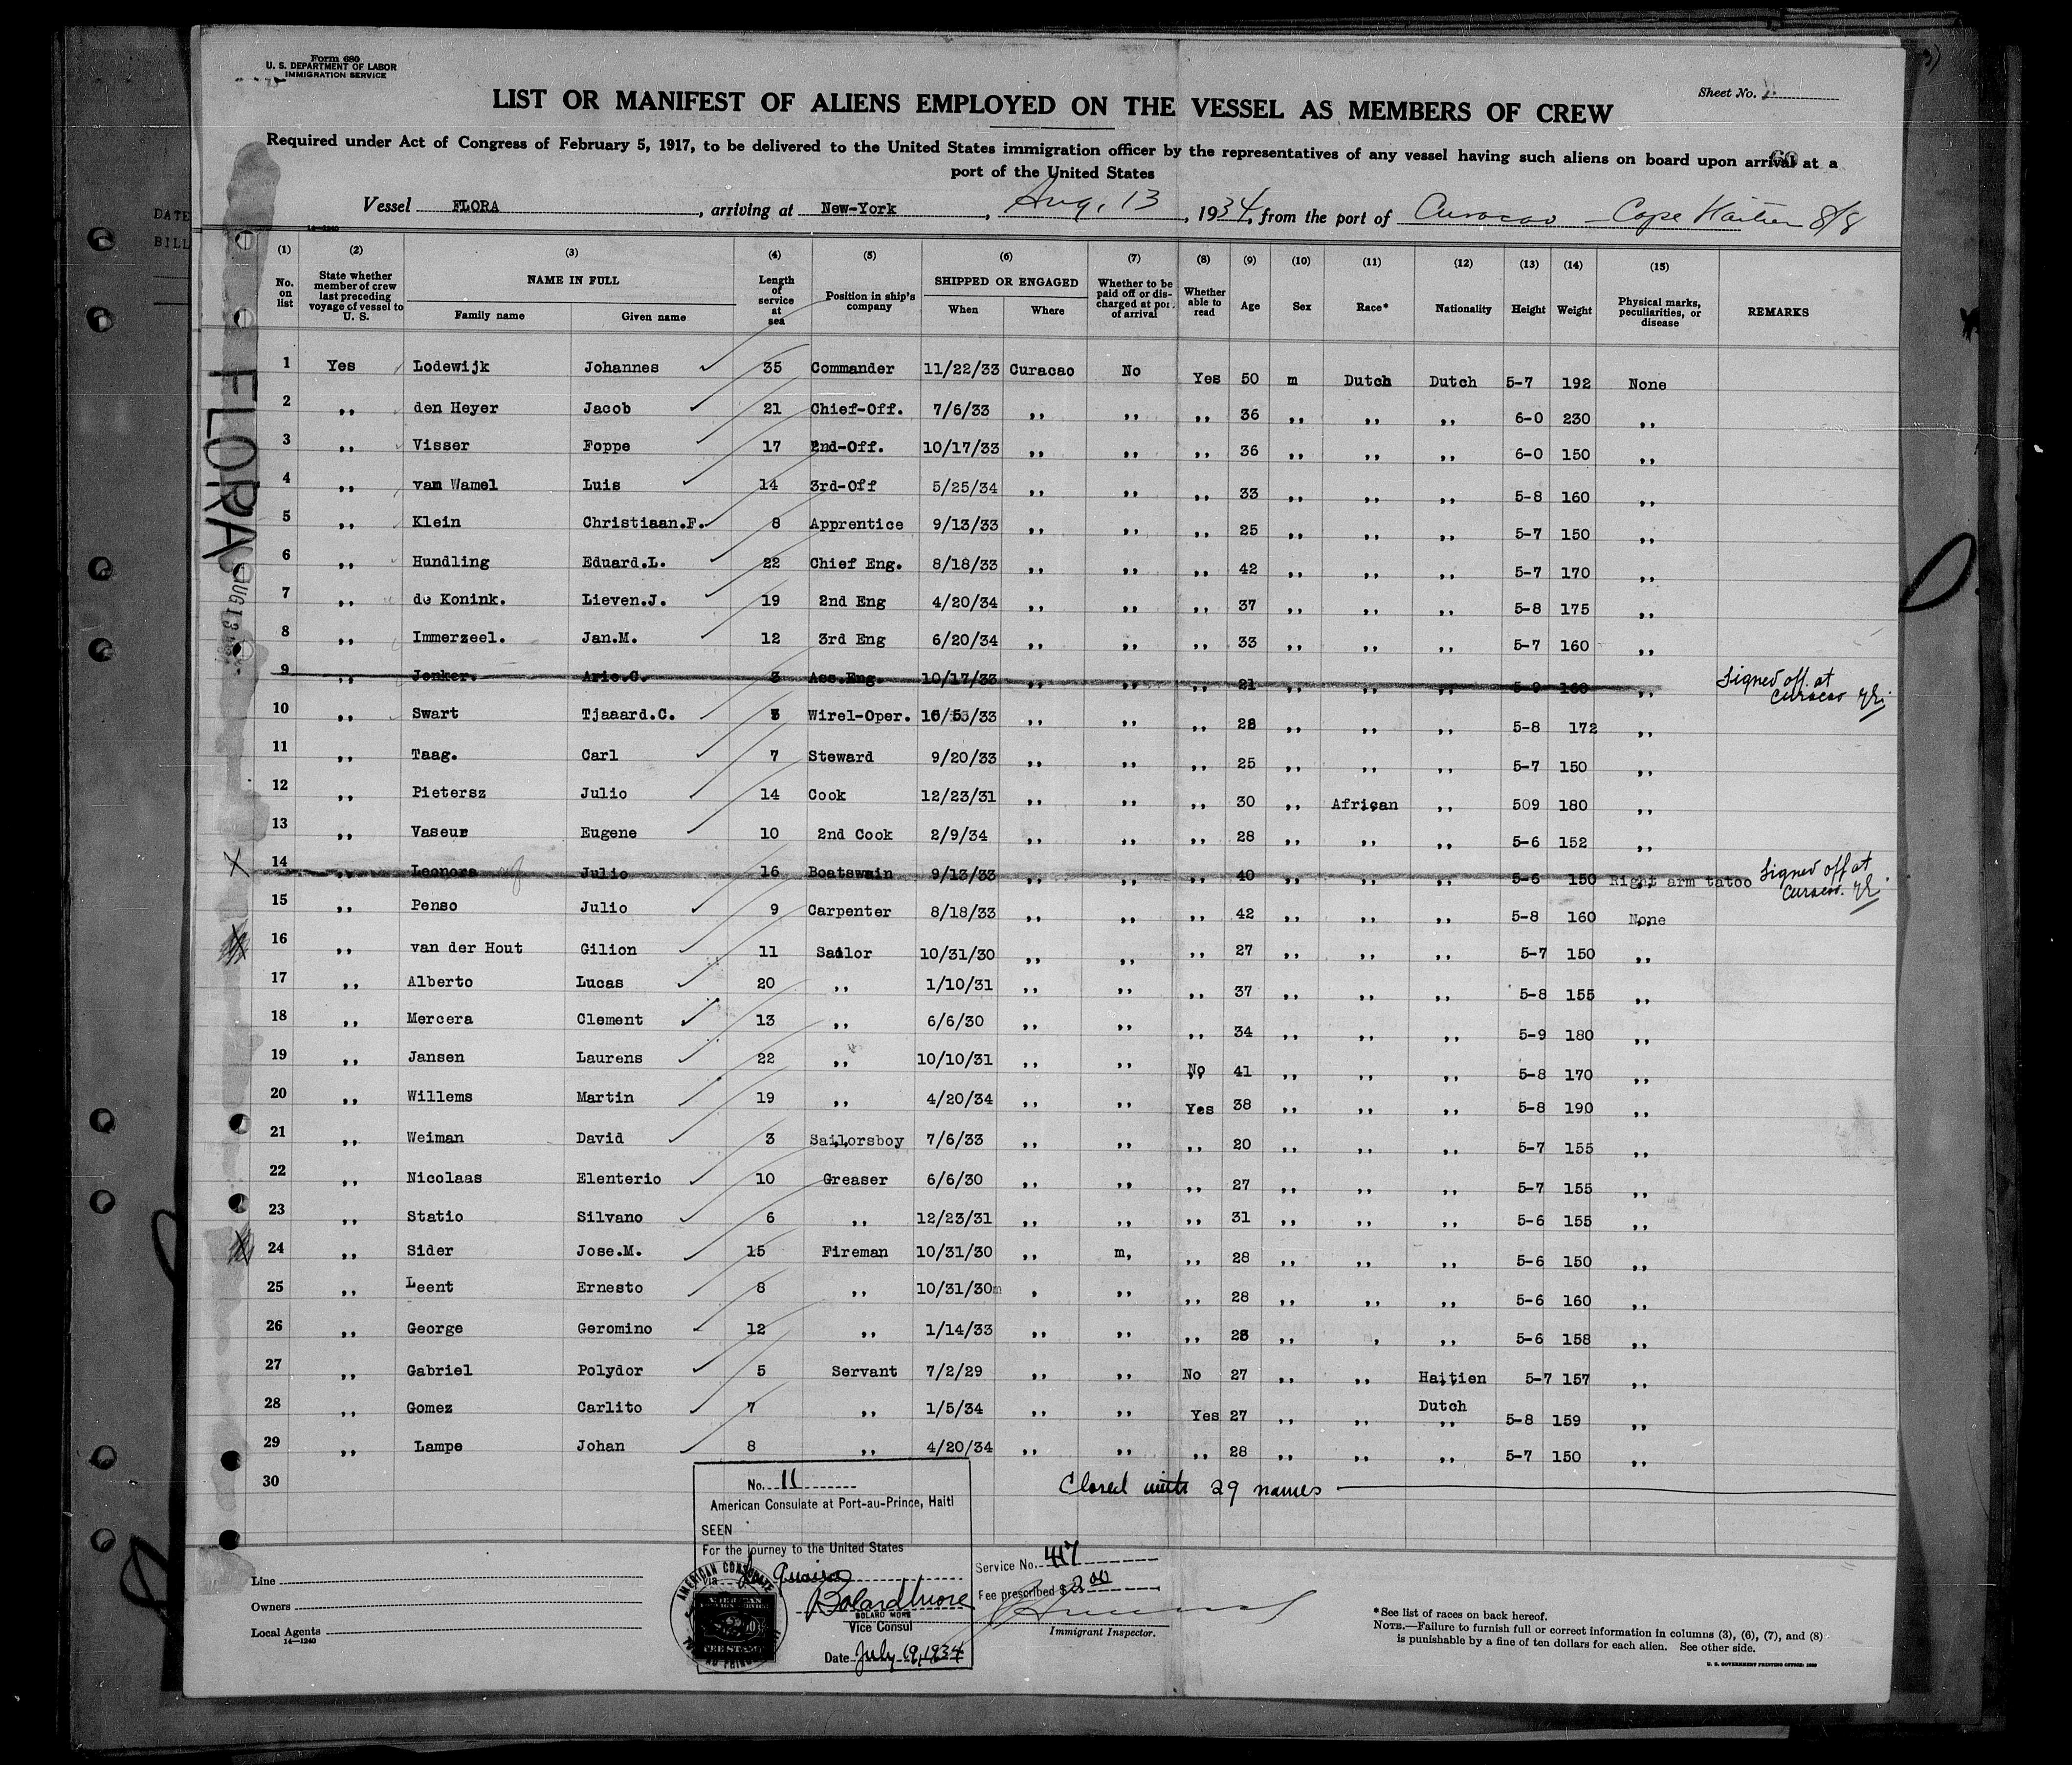 Form 680
U. S. DEPARTMENT OF LABOR
IMMIGRATION SERVICE
Sheet No.
LIST OR MANIFEST OF ALIENS EMPLOYED ON THE VESSEL AS MEMBERS OF CREW
Required under Act of Congress of February 5, 1917, to be delivered to the United States immigration officer by the representatives of any vessel having such aliens on board upon arrival at a
port of the United States
Vessel FLORA, arriving at New-York, Aug. 13, 1934, from the port of Curacao - Cape Haitien 8/8
14-1240
(1) (2) (3) (4) (5) (6) (7) (8) (9) (10) (11) (12) (13) (14) (15)
No. on list State whether member of crew last preceding voyage of vessel to U. S. NAME IN FULL Family name Given name Length of service at sea Position in ship's company SHIPPED OR ENGAGED When Where Whether to be paid off or discharged at port of arrival Whether able to read Age Sex Race* Nationality Height Weight Physical marks, peculiarities, or disease REMARKS
1 Yes Lodewijk Johannes 35 Commander 11/22/33 Curacao No Yes 50 m Dutch Dutch 5-7 192 None
2 ,, den Heyer Jacob 21 Chief-Off. 7/6/33 ,, ,, ,, 36 ,, ,, ,, 6-0 230 ,,
3 ,, Visser Foppe 17 2nd-Off. 10/17/33 ,, ,, ,, 36 ,, ,, ,, 6-0 150 ,,
4 ,, van Wamel Luis 14 3rd-Off 5/25/34 ,, ,, ,, 33 ,, ,, ,, 5-8 160 ,,
5 ,, Klein Christiaan.F. 8 Apprentice 9/13/33 ,, ,, ,, 25 ,, ,, ,, 5-7 150 ,,
6 ,, Hundling Eduard.L. 22 Chief Eng. 8/18/33 ,, ,, ,, 42 ,, ,, ,, 5-7 170 ,,
7 ,, de Konink. Lieven.J. 19 2nd Eng 4/20/34 ,, ,, ,, 37 ,, ,, ,, 5-8 175 ,,
8 ,, Immerzeel. Jan.M. 12 3rd Eng 6/20/34 ,, ,, ,, 33 ,, ,, ,, 5-7 160 ,,
9 ,, Jonker. Arie.C. 3 Ass.Eng. 10/17/33 ,, ,, ,, 21 ,, ,, ,, 5-9 160 ,, Signed off at Curacao
10 ,, Swart Tjaaard.C. Wirel-Oper. ,, ,, ,, 28 ,, ,, ,, 5-8 172 ,,
11 ,, Taag. Carl 7 Steward 9/20/33 ,, ,, ,, 25 ,, ,, ,, 5-7 150 ,,
12 ,, Pietersz Julio 14 Cook 12/23/31 ,, ,, ,, 30 ,, African ,, 509 180 ,,
13 ,, Vaseur Eugene 10 2nd Cook 2/9/34 ,, ,, ,, 28 ,, ,, ,, 5-6 152 ,,
14 ,, Leonora Julio 16 Boatswain 9/13/33 ,, ,, ,, 40 ,, ,, ,, 5-6 150 Right arm tatoo Signed off at Curacao.
15 ,, Penso Julio 9 Carpenter 8/18/33 ,, ,, ,, 42 ,, ,, ,, 5-8 160 None
16 ,, van der Hout Gilion 11 Sailor 10/31/30 ,, ,, ,, 27 ,, ,, ,, 5-7 150 ,,
17 ,, Alberto Lucas 20 ,, 1/10/31 ,, ,, ,, 37 ,, ,, ,, 5-8 155 ,,
18 ,, Mercera Clement 13 ,, 6/6/30 ,, ,, ,, 34 ,, ,, ,, 5-9 180 ,,
19 ,, Jansen Laurens 22 ,, 10/10/31 ,, ,, No 41 ,, ,, ,, 5-8 170 ,,
20 ,, Willems Martin 19 ,, 4/20/34 ,, ,, Yes 38 ,, ,, ,, 5-8 190 ,,
21 ,, Weiman David 3 Sailorsboy 7/6/33 ,, ,, ,, 20 ,, ,, ,, 5-7 155 ,,
22 ,, Nicolaas Elenterio 10 Greaser 6/6/30 ,, ,, ,, 27 ,, ,, ,, 5-7 155 ,,
23 ,, Statio Silvano 6 ,, 12/23/31 ,, ,, ,, 31 ,, ,, ,, 5-6 155 ,,
24 ,, Sider Jose.M. 15 Fireman 10/31/30 ,, m, ,, 28 ,, ,, ,, 5-6 150 ,,
25 ,, Leent Ernesto 8 ,, 10/31/30m , ,, ,, 28 ,, ,, ,, 5-6 160 ,,
26 ,, George Geromino 12 ,, 1/14/33 ,, ,, ,, ,, , ,, 5-6 158 ,,
27 ,, Gabriel Polydor 5 Servant 7/2/29 ,, ,, No 27 ,, ,, Haitien 5-7 157 ,,
28 ,, Gomez Carlito 7 ,, 1/5/34 ,, ,, Yes 27 ,, ,, Dutch ,, 5-8 159 ,,
29 ,, Lampe Johan 8 ,, 4/20/34 ,, ,, ,, 28 ,, ,, ,, 5-7 150 ,,
30 Closed with 29 names
FLORA
AUG 13
DATE
BILL
No. 11
American Consulate at Port-au-Prince, Haiti
SEEN
For the journey to the United States
via La Guaira
Bolard More
BOLARD MORE
Vice Consul
Date July 19, 1934
AMERICAN CONSULATE
Service No. 417
Fee prescribed $2.00
Immigrant Inspector.
Line
Owners
Local Agents
14-1240
*See list of races on back hereof.
NOTE.—Failure to furnish full or correct information in columns (3), (6), (7), and (8)
is punishable by a fine of ten dollars for each alien. See other side.
U. S. GOVERNMENT PRINTING OFFICE: